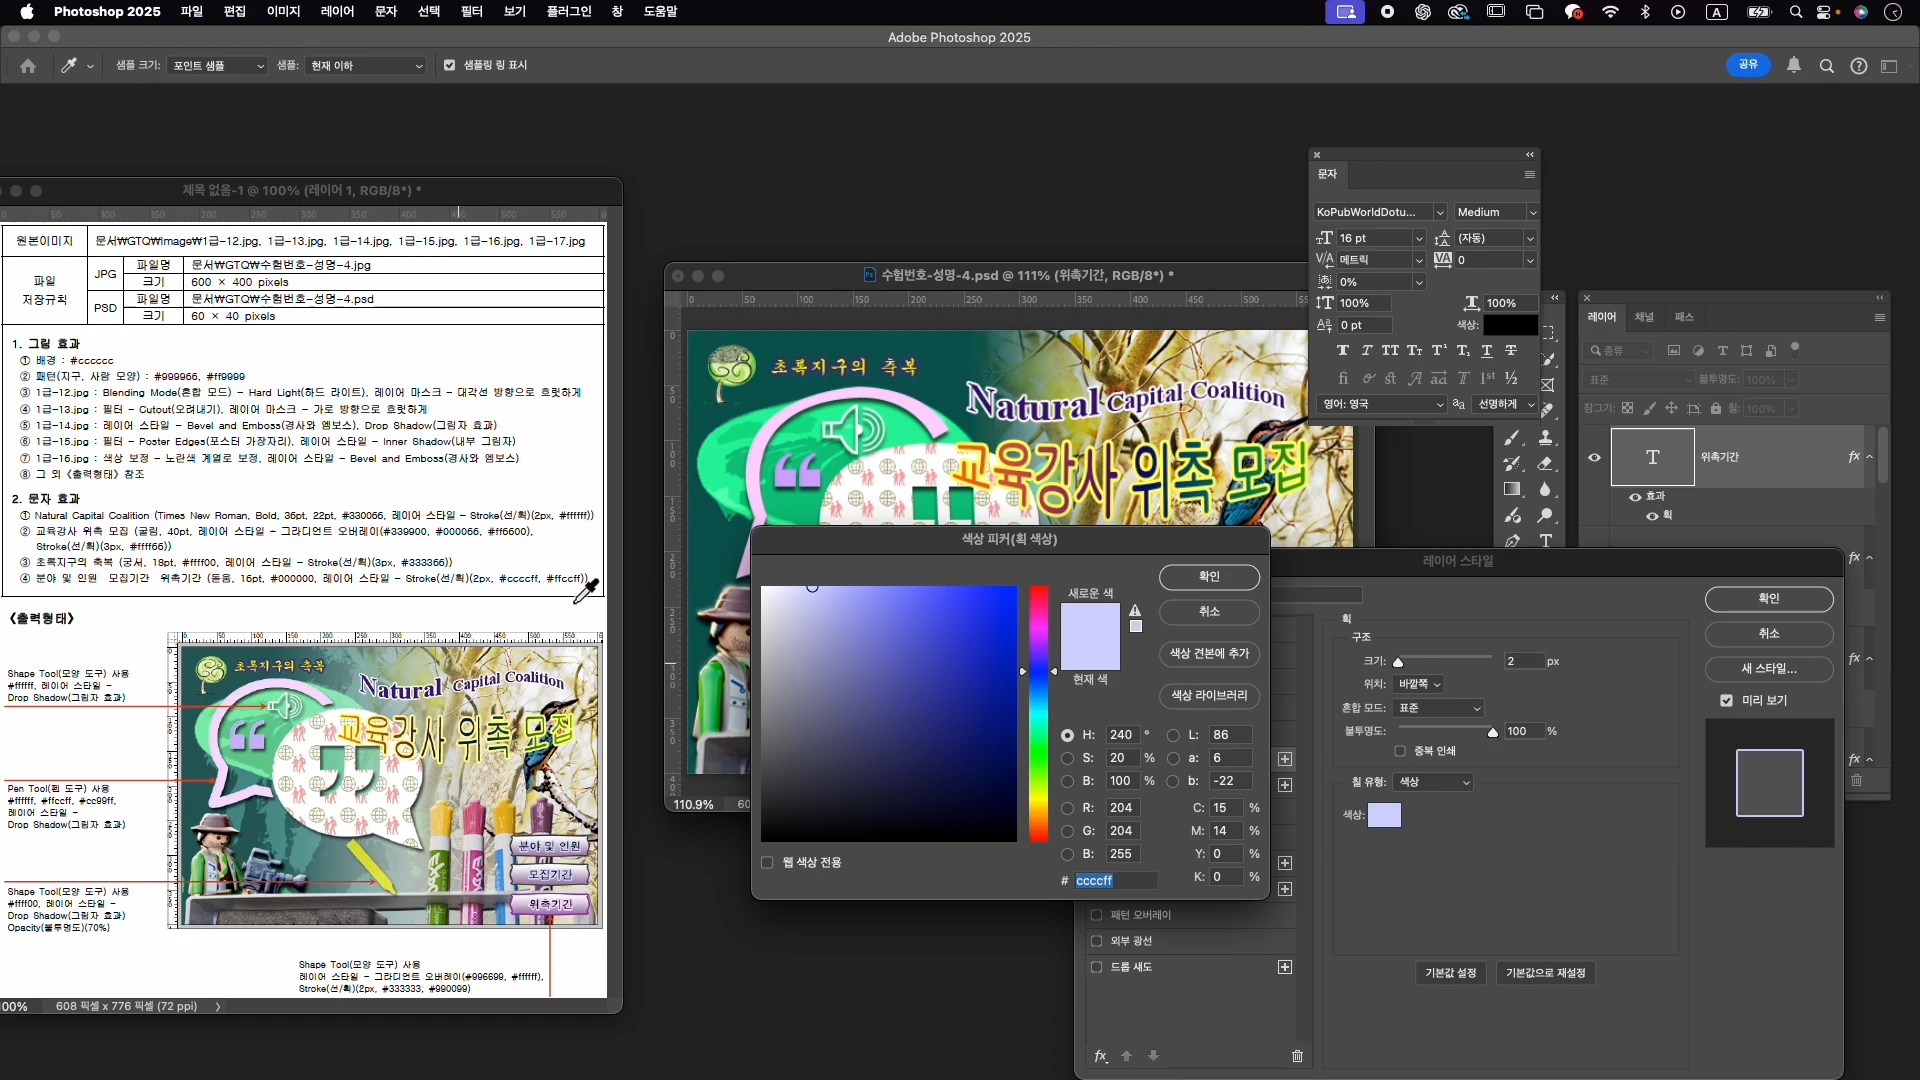 Photoshop 2025 파일 편집 이미지 레이어 문자 선택 필터 보기 플러그인 창 도움말
Adobe Photoshop 2025
샘플 크기: 포인트 샘플 샘플: 현재 이하 샘플링 링 표시
공유
제목 없음-1 @ 100% (레이어 1, RGB/8*) *
원본이미지 문서₩GTQ₩Image₩1급-12.jpg, 1급-13.jpg, 1급-14.jpg, 1급-15.jpg, 1급-16.jpg, 1급-17.jpg
파일 저장규칙
JPG 파일명 문서₩GTQ₩수험번호-성명-4.jpg
크기 600 × 400 pixels
PSD 파일명 문서₩GTQ₩수험번호-성명-4.psd
크기 60 × 40 pixels
1. 그림 효과
① 배경 : #cccccc
② 패턴(지구, 사람 모양) : #999966, #ff9999
③ 1급-12.jpg : Blending Mode(혼합 모드) - Hard Light(하드 라이트), 레이어 마스크 - 대각선 방향으로 흐릿하게
④ 1급-13.jpg : 필터 - Cutout(오려내기), 레이어 마스크 - 가로 방향으로 흐릿하게
⑤ 1급-14.jpg : 레이어 스타일 - Bevel and Emboss(경사와 엠보스), Drop Shadow(그림자 효과)
⑥ 1급-15.jpg : 필터 - Poster Edges(포스터 가장자리), 레이어 스타일 - Inner Shadow(내부 그림자)
⑦ 1급-16.jpg : 색상 보정 - 노란색 계열로 보정, 레이어 스타일 - Bevel and Emboss(경사와 엠보스)
⑧ 그 외 《출력형태》 참조
2. 문자 효과
① Natural Capital Coalition (Times New Roman, Bold, 36pt, 22pt, #330066, 레이어 스타일 - Stroke(선/획)(2px, #ffffff))
② 교육강사 위촉 모집 (굴림, 40pt, 레이어 스타일 - 그라디언트 오버레이(#339900, #000066, #ff6600),
Stroke(선/획)(3px, #ffff66))
③ 초록지구의 축복 (궁서, 18pt, #ffff00, 레이어 스타일 - Stroke(선/획)(3px, #333366))
④ 분야 및 인원 모집기간 위촉기간 (돋움, 16pt, #000000, 레이어 스타일 - Stroke(선/획)(2px, #ccccff, #ffccff))
《출력형태》
Shape Tool(모양 도구) 사용
#ffffff, 레이어 스타일 -
Drop Shadow(그림자 효과)
Pen Tool(펜 도구) 사용
#ffffff, #ffccff, #cc99ff,
레이어 스타일 -
Drop Shadow(그림자 효과)
Shape Tool(모양 도구) 사용
#ffff00, 레이어 스타일 -
Drop Shadow(그림자 효과)
Opacity(불투명도)(70%)
초록지구의 축복
Natural Capital Coalition
교육강사 위촉 모집
분야 및 인원
모집기간
위촉기간
Shape Tool(모양 도구) 사용
레이어 스타일 - 그라디언트 오버레이(#996699, #ffffff),
Stroke(선/획)(2px, #333333, #990099)
100% 608 픽셀 x 776 픽셀 (72 ppi)
수험번호-성명-4.psd @ 111% (위촉기간, RGB/8*) *
0 50 100 150 200 250 300 350 400 450 500
초록지구의 축복
Natural Capital Coalition
교육강사 위촉 모집
110.9%
색상 피커(획 색상)
새로운 색
현재 색
확인
취소
색상 견본에 추가
색상 라이브러리
H: 240 ° L: 86
S: 20 % a: 6
B: 100 % b: -22
R: 204 C: 15 %
G: 204 M: 14 %
B: 255 Y: 0 %
# ccccff K: 0 %
웹 색상 전용
문자
KoPubWorldDotu... Medium
16 pt (자동)
메트릭 0
0%
100% 100%
0 pt 색상:
영어: 영국 선명하게
레이어 채널 패스
종류
표준 불투명도: 100%
잠그기: 칠: 100%
위촉기간 fx
효과
획
레이어 스타일
획
구조
크기: 2 px
위치: 바깥쪽
혼합 모드: 표준
불투명도: 100 %
중복 인쇄
칠 유형: 색상
색상:
기본값 설정 기본값으로 재설정
확인
취소
새 스타일...
미리 보기
패턴 오버레이
외부 광선
드롭 섀도
fx